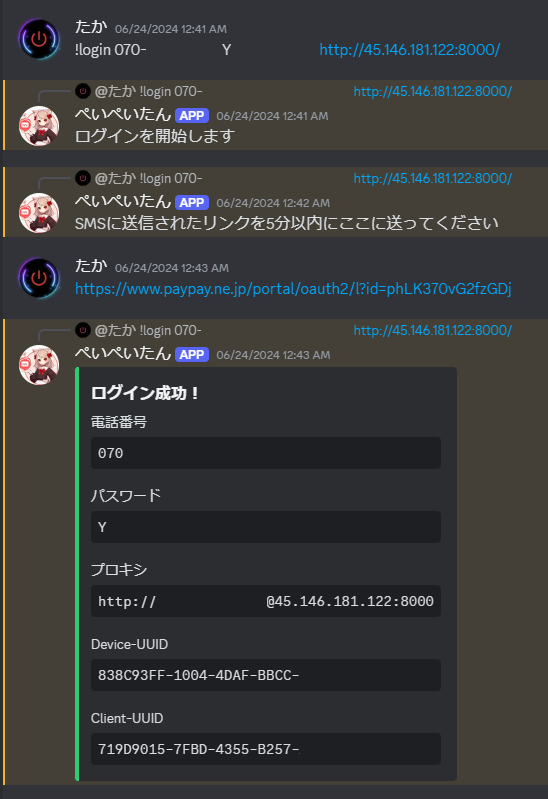 たか 06/24/2024 12:41 AM
!login 070- Y http://45.146.181.122:8000/
@たか !login 070- http://45.146.181.122:8000/
ぺいぺいたん APP 06/24/2024 12:41 AM
ログインを開始します
@たか !login 070- http://45.146.181.122:8000/
ぺいぺいたん APP 06/24/2024 12:42 AM
SMSに送信されたリンクを5分以内にここに送ってください
たか 06/24/2024 12:43 AM
https://www.paypay.ne.jp/portal/oauth2/l?id=phLK370vG2fzGDj
@たか !login 070- http://45.146.181.122:8000/
ぺいぺいたん APP 06/24/2024 12:43 AM
ログイン成功！
電話番号
070
パスワード
Y
プロキシ
http:// @45.146.181.122:8000
Device-UUID
838C93FF-1004-4DAF-BBCC-
Client-UUID
719D9015-7FBD-4355-B257-